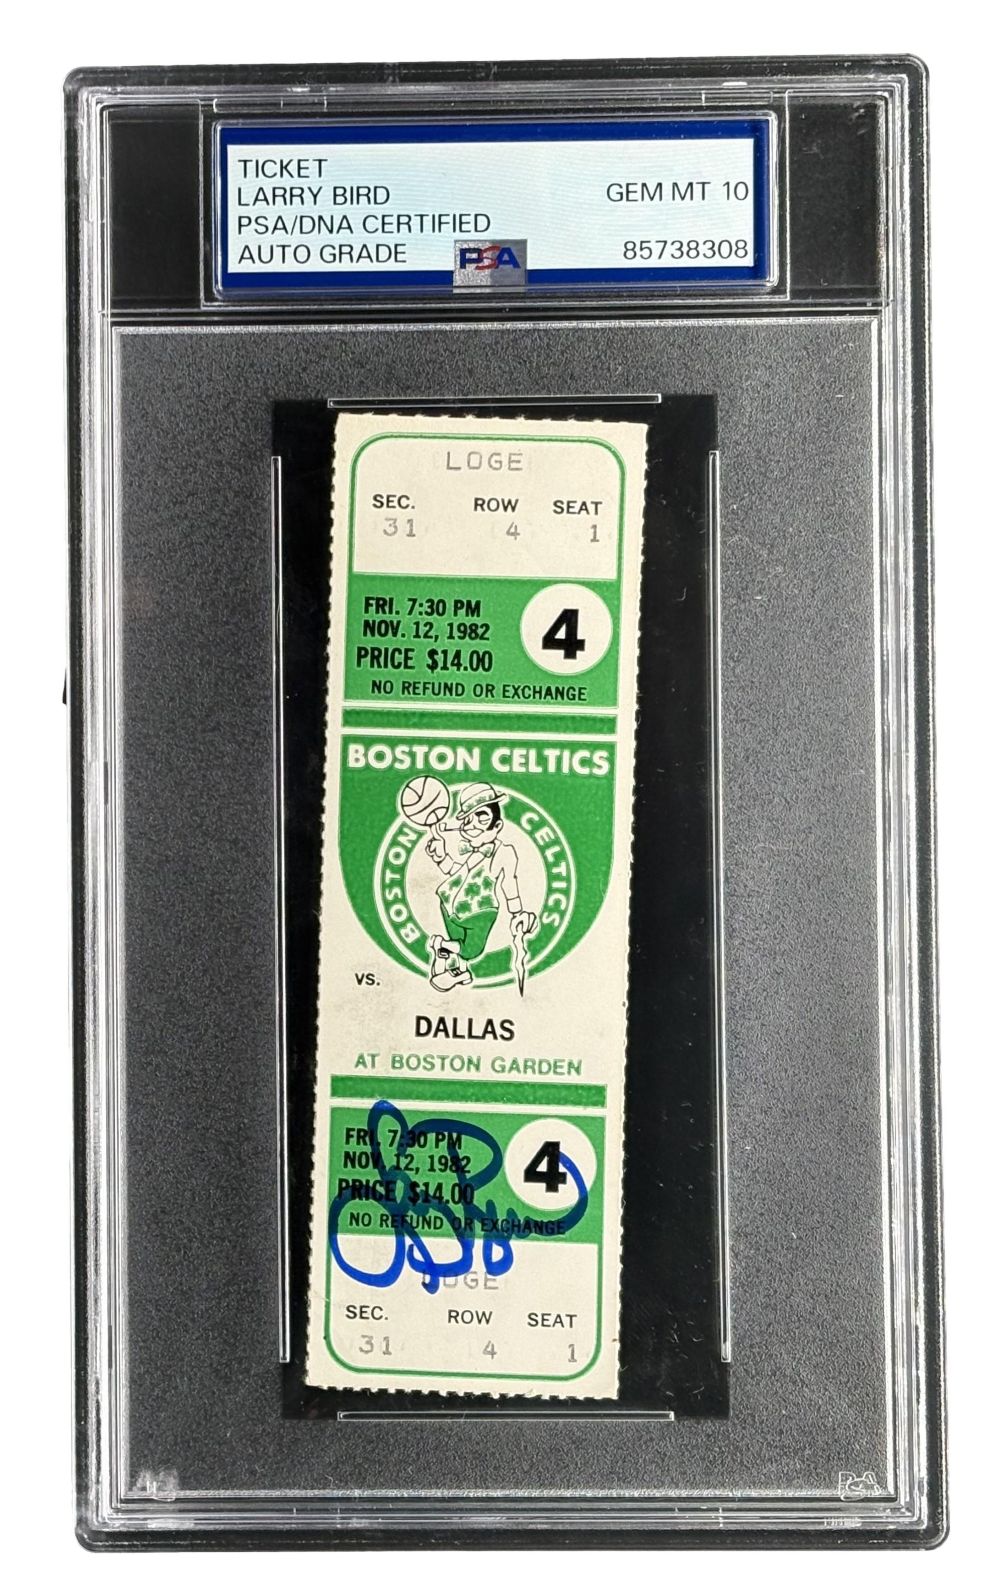 TICKET
LARRY BIRD
PSA/DNA CERTIFIED
AUTO GRADE
GEM MT 10
85738308
PSA
LOGE
SEC. ROW SEAT
31 4 1
FRI. 7:30 PM
NOV. 12, 1982
PRICE $14.00
4
NO REFUND OR EXCHANGE
BOSTON CELTICS
BOSTON CELTICS
VS.
DALLAS
AT BOSTON GARDEN
FRI. 7:30 PM
NOV. 12, 1982
PRICE $14.00
4
NO REFUND OR EXCHANGE
LOGE
SEC. ROW SEAT
31 4 1
PSA